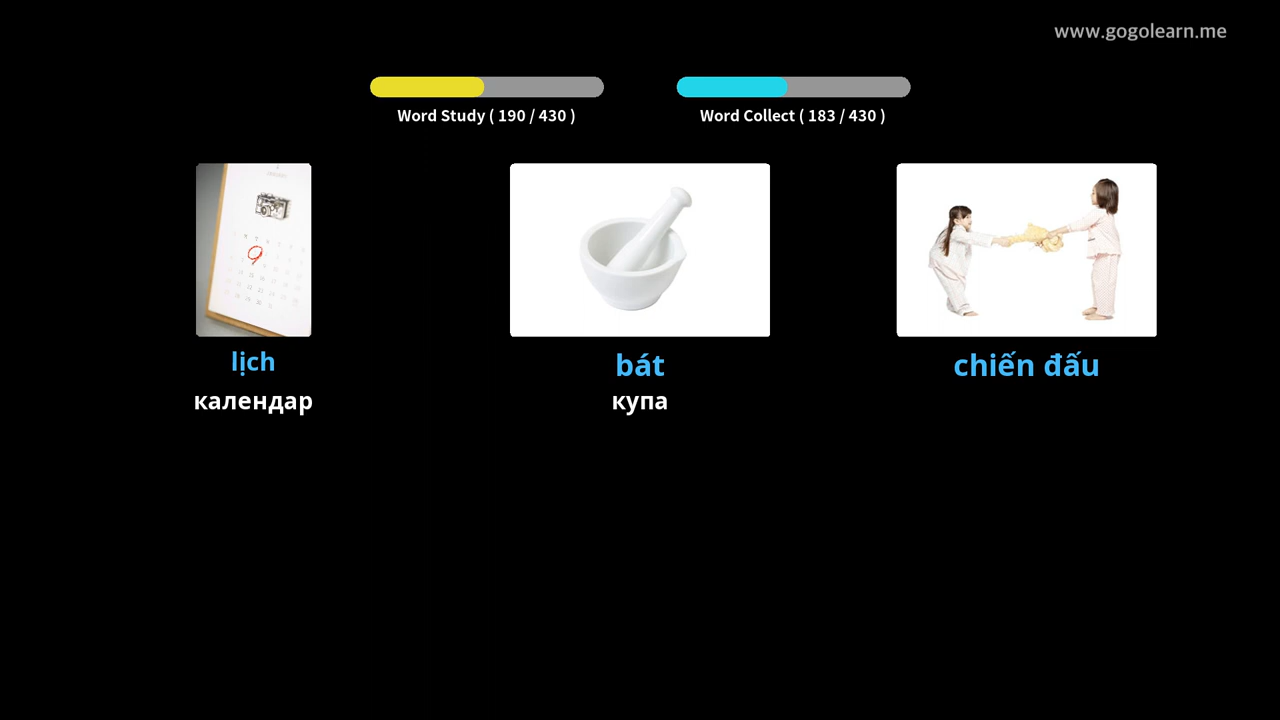 www.gogolearn.me
Word Study ( 190 / 430 )
Word Collect ( 183 / 430 )
lịch
календар
bát
купа
chiến đấu